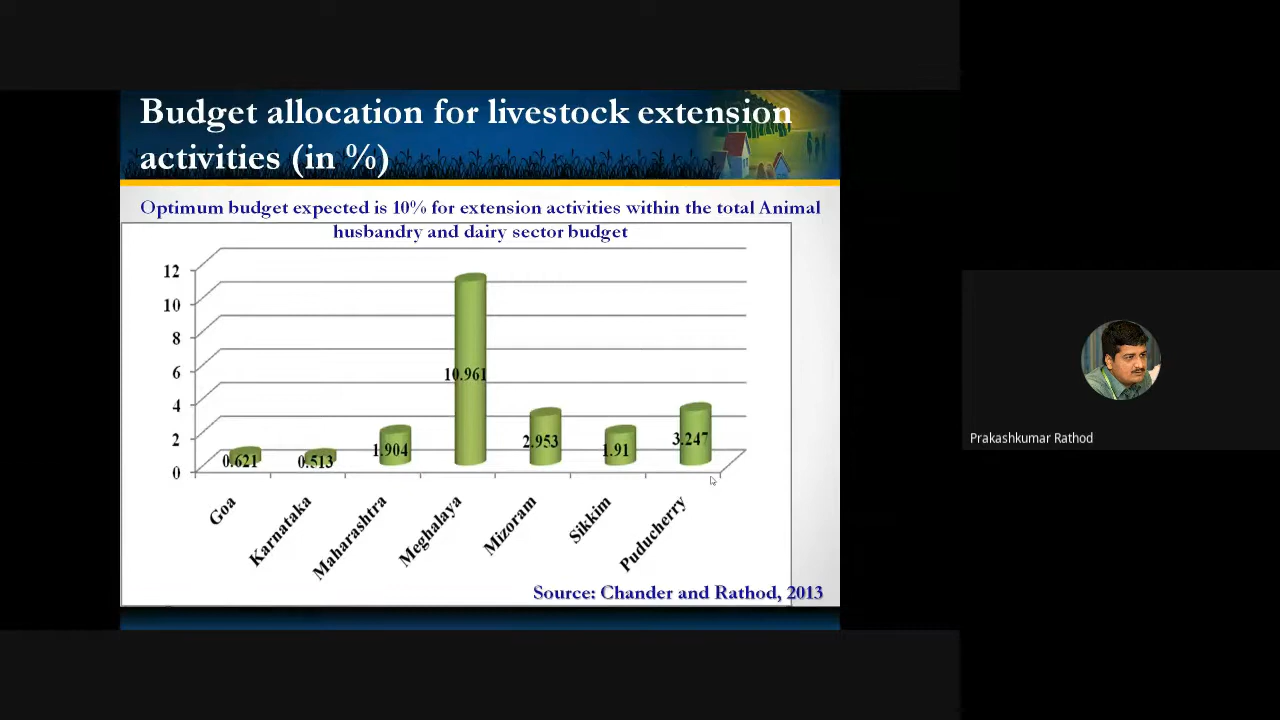 Budget allocation for livestock extension
activities (in %)
Optimum budget expected is 10% for extension activities within the total Animal
husbandry and dairy sector budget
12
10
8
6
4
2
0
0.621
0.513
1.904
10.961
2.953
1.91
3.247
Goa
Karnataka
Maharashtra
Meghalaya
Mizoram
Sikkim
Puducherry
Source: Chander and Rathod, 2013
Prakashkumar Rathod